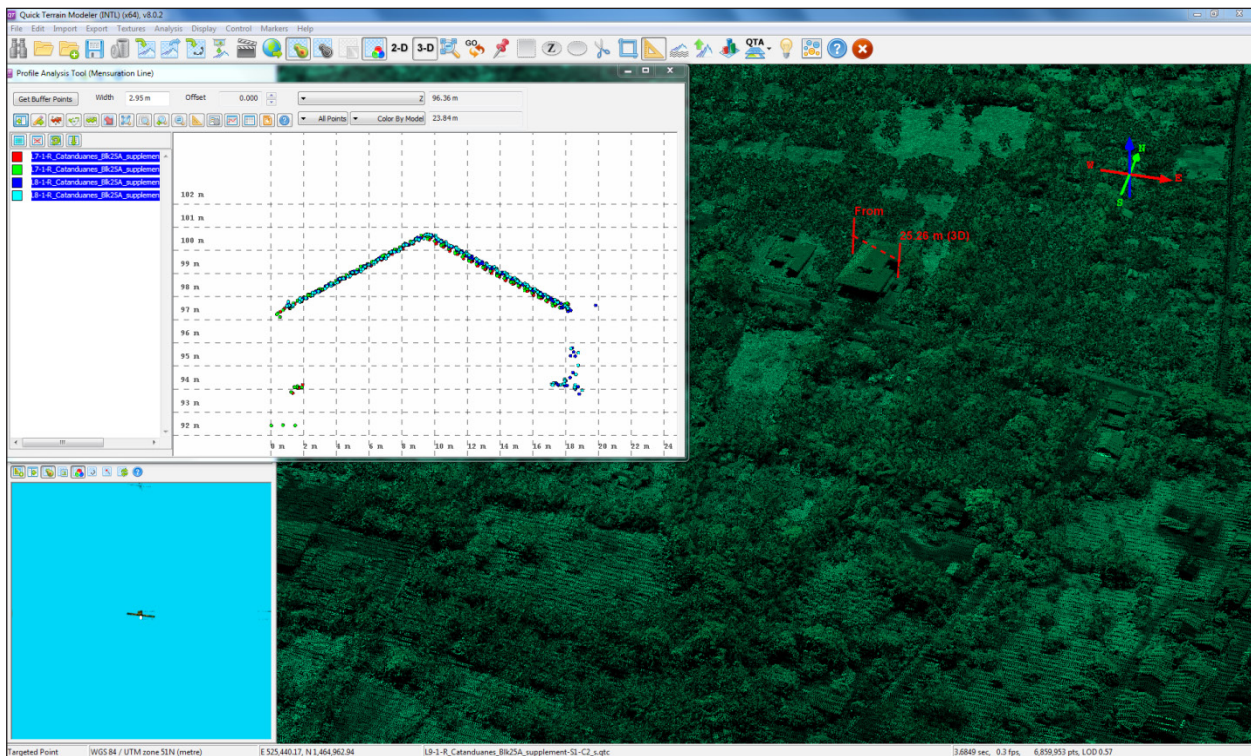 Quick Terrain Modeler (INTL) (x64), v8.0.2
File Edit Import Export Textures Analysis Display Control Markers Help
2-D 3-D GO Z QTA
Profile Analysis Tool (Mensuration Line)
Get Buffer Points Width 2.95 m Offset 0.000 Z 96.36 m
All Points Color By Model 23.84 m
L7-1-R_Catanduanes_Blk25A_supplemen
L7-1-R_Catanduanes_Blk25A_supplemen
L8-1-R_Catanduanes_Blk25A_supplemen
L8-1-R_Catanduanes_Blk25A_supplemen
102 m
101 m
100 m
99 m
98 m
97 m
96 m
95 m
94 m
93 m
92 m
0 m 2 m 4 m 6 m 8 m 10 m 12 m 14 m 16 m 18 m 20 m 22 m 24 m
N
E
S
From
25.26 m (3D)
Targeted Point WGS 84 / UTM zone 51N (metre) E 525,440.17, N 1,464,962.94 L9-1-R_Catanduanes_Blk25A_supplement-S1-C2_s.qtc 3.6849 sec, 0.3 fps, 6,859,953 pts, LOD 0.57